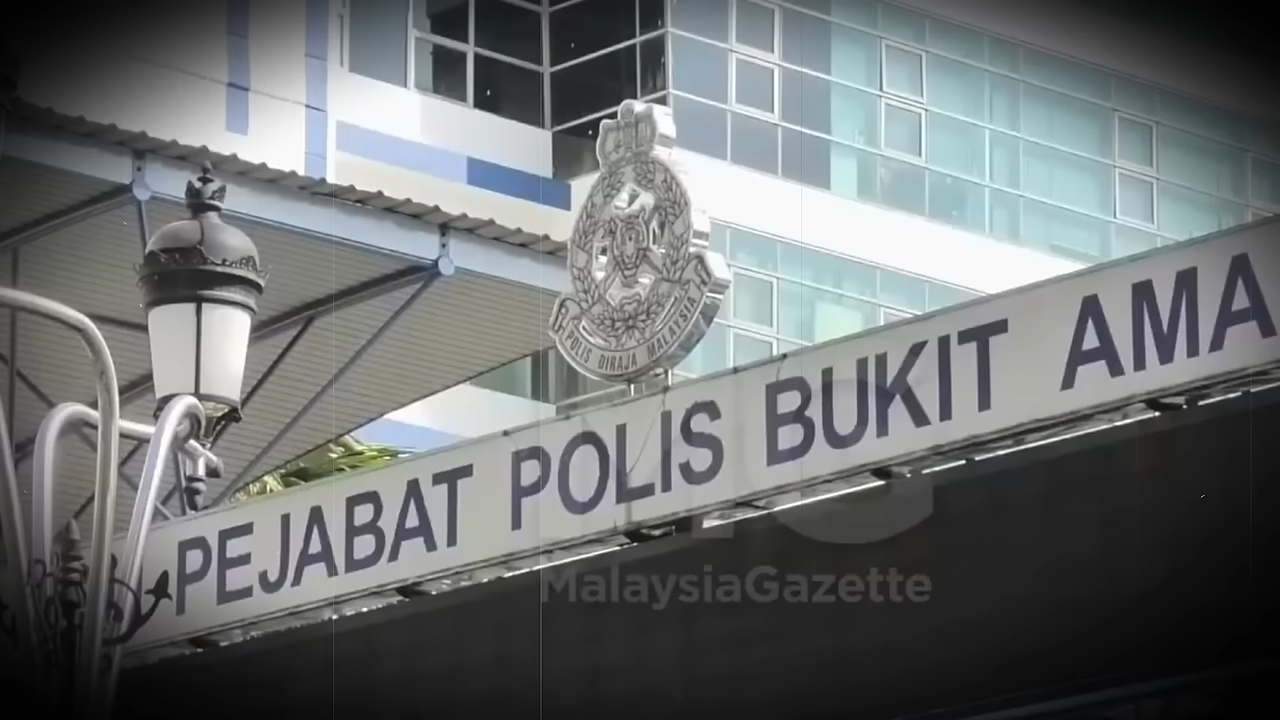 POLIS DIRAJA MALAYSIA
PEJABAT POLIS BUKIT AMA
MalaysiaGazette